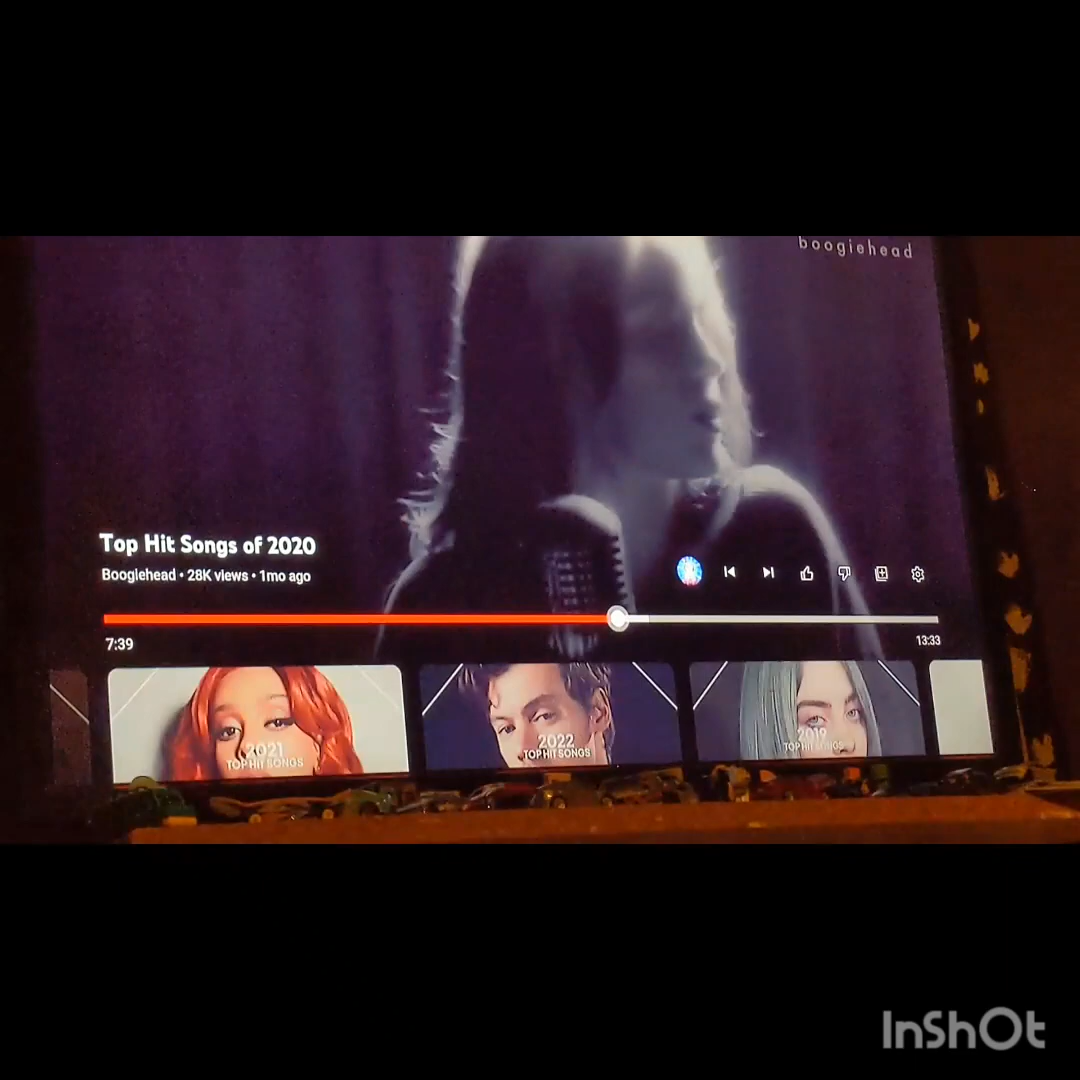 boogiehead
Top Hit Songs of 2020
Boogiehead • 28K views • 1mo ago
7:39
13:33
2021
TOP HIT SONGS
2022
TOP HIT SONGS
2019
TOP HIT SONGS
InShOt